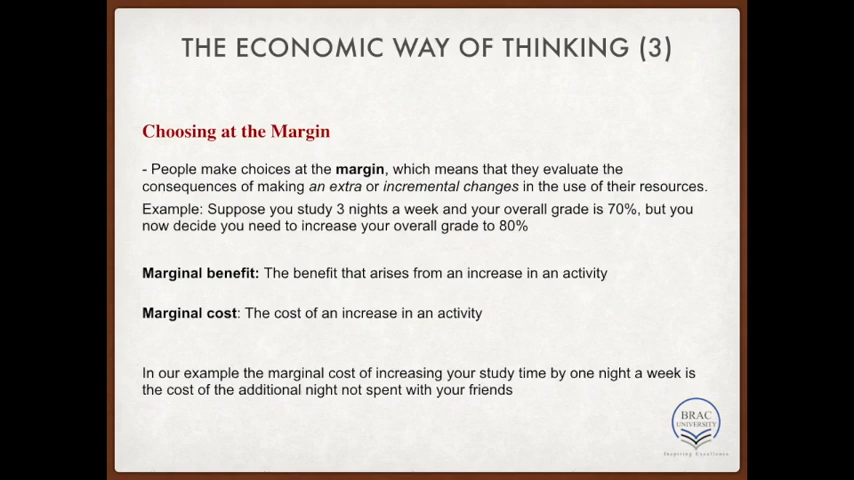 THE ECONOMIC WAY OF THINKING (3)
Choosing at the Margin
- People make choices at the margin, which means that they evaluate the
consequences of making an extra or incremental changes in the use of their resources.
Example: Suppose you study 3 nights a week and your overall grade is 70%, but you
now decide you need to increase your overall grade to 80%
Marginal benefit: The benefit that arises from an increase in an activity
Marginal cost: The cost of an increase in an activity
In our example the marginal cost of increasing your study time by one night a week is
the cost of the additional night not spent with your friends
BRAC
UNIVERSITY
Inspiring Excellence